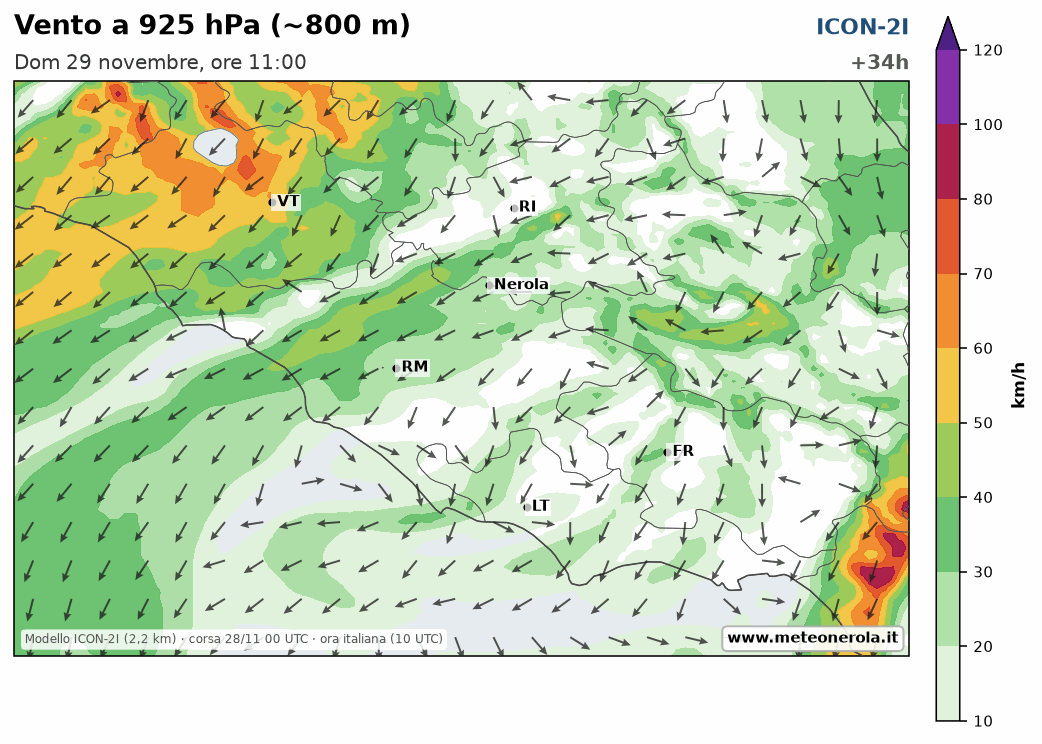 Vento a 925 hPa (~800 m)
ICON-2I
Dom 29 novembre, ore 11:00
+34h
VT
RI
Nerola
RM
FR
LT
Modello ICON-2I (2,2 km) · corsa 28/11 00 UTC · ora italiana (10 UTC)
www.meteonerola.it
120
100
80
70
60
50
40
30
20
10
km/h